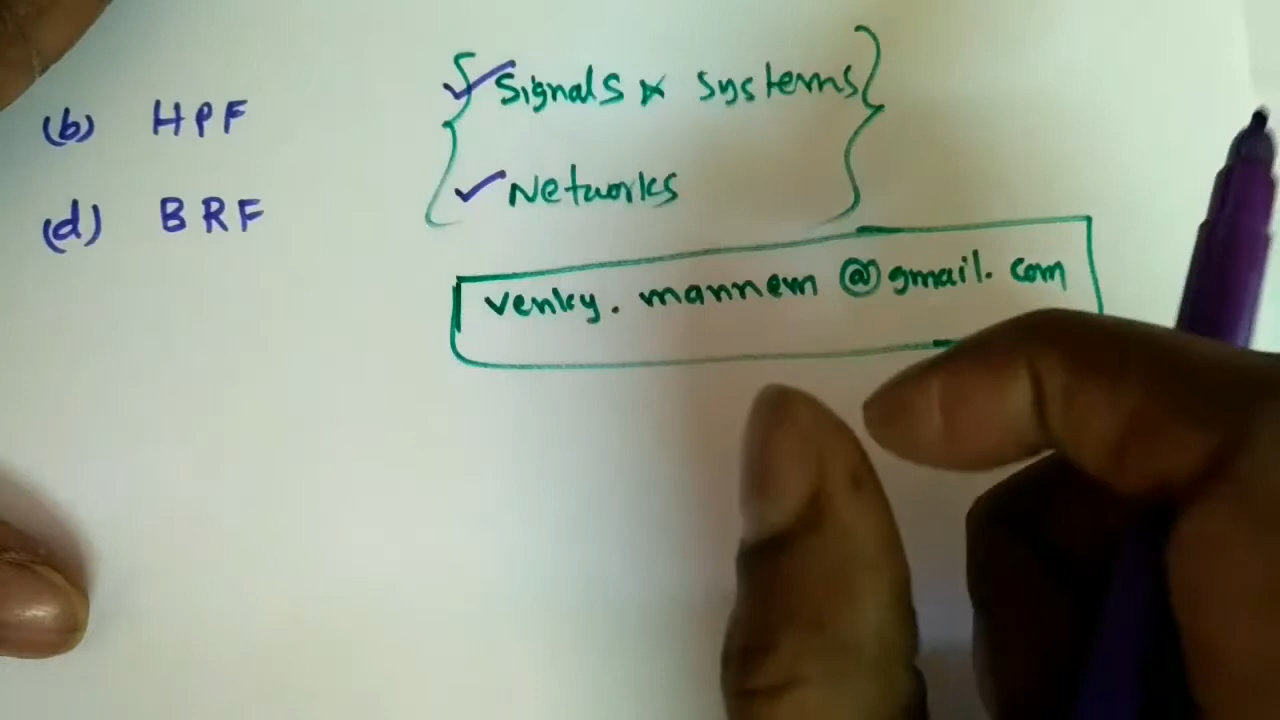 (b) HPF
(d) BRF
Signals & systems
Networks
venky.mannem@gmail.com